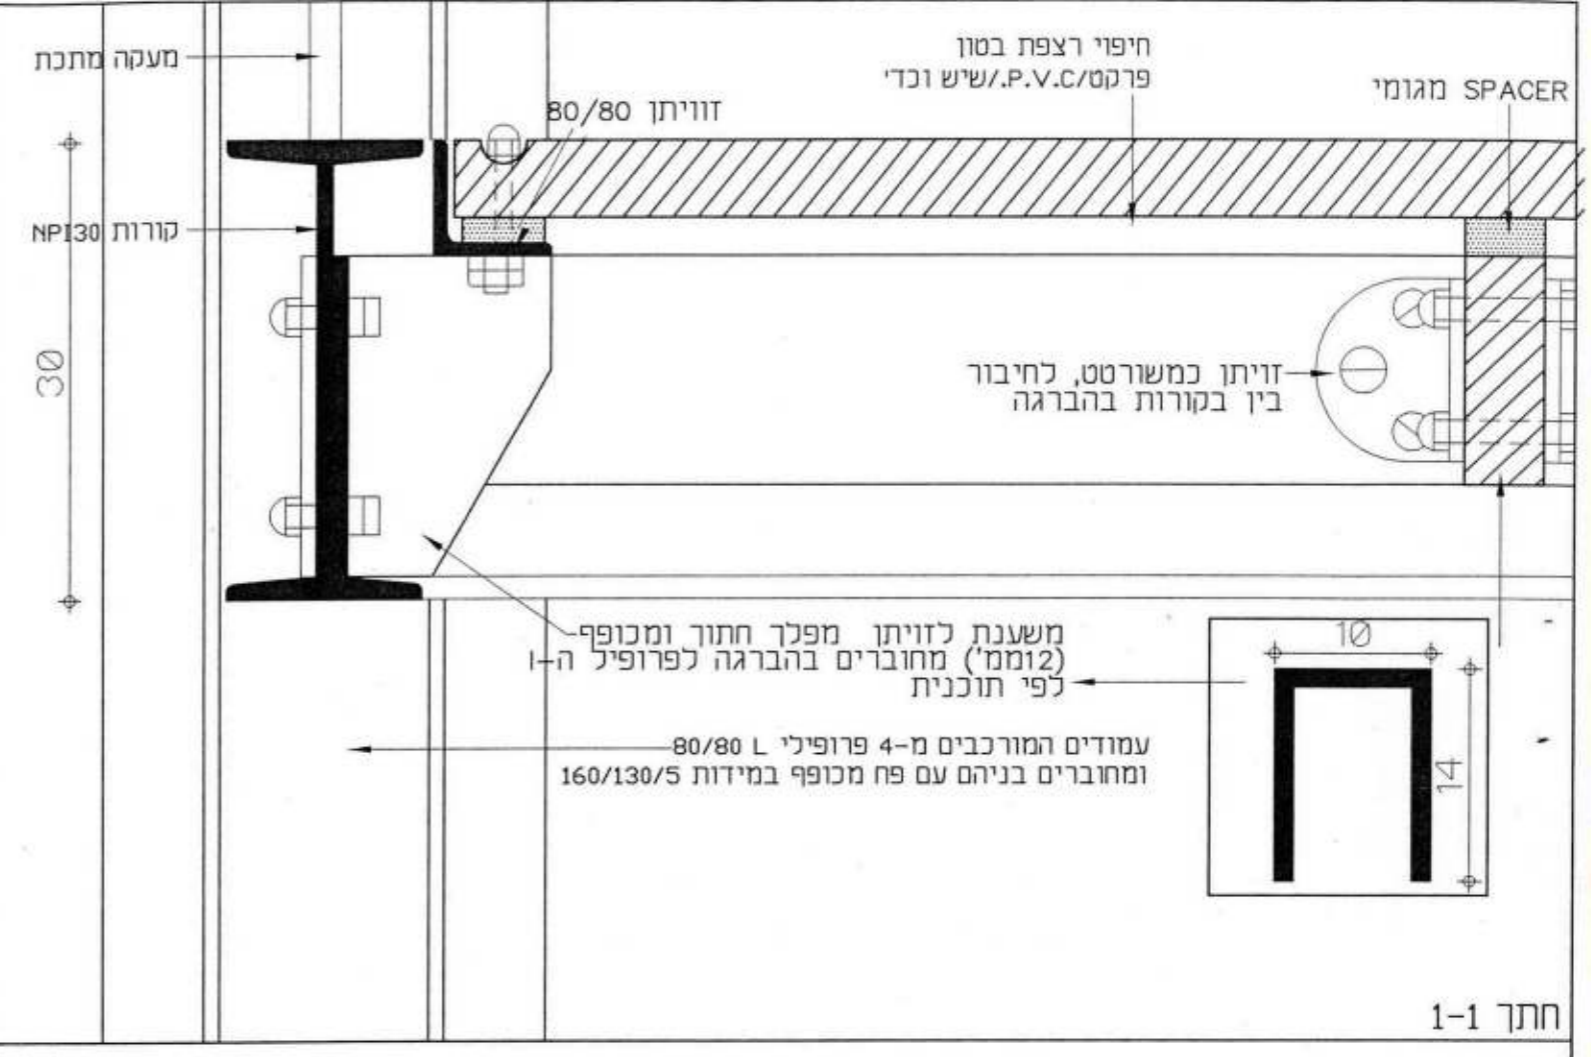 מעקה מתכת
חיפוי רצפת בטון
פרקט/P.V.C./שיש וכד'
SPACER מגומי
זוויתן 80/80
קורות NPI30
30
זויתן כמשורטט, לחיבור
בין בקורות בהברגה
משענת לזויתן מפלך חתוך ומכופף
(12ממ') מחוברים בהברגה לפרופיל ה-I
לפי תוכנית
עמודים המורכבים מ-4 פרופילי L 80/80
ומחוברים בניהם עם פח מכופף במידות 160/130/5
10
14
חתך 1-1